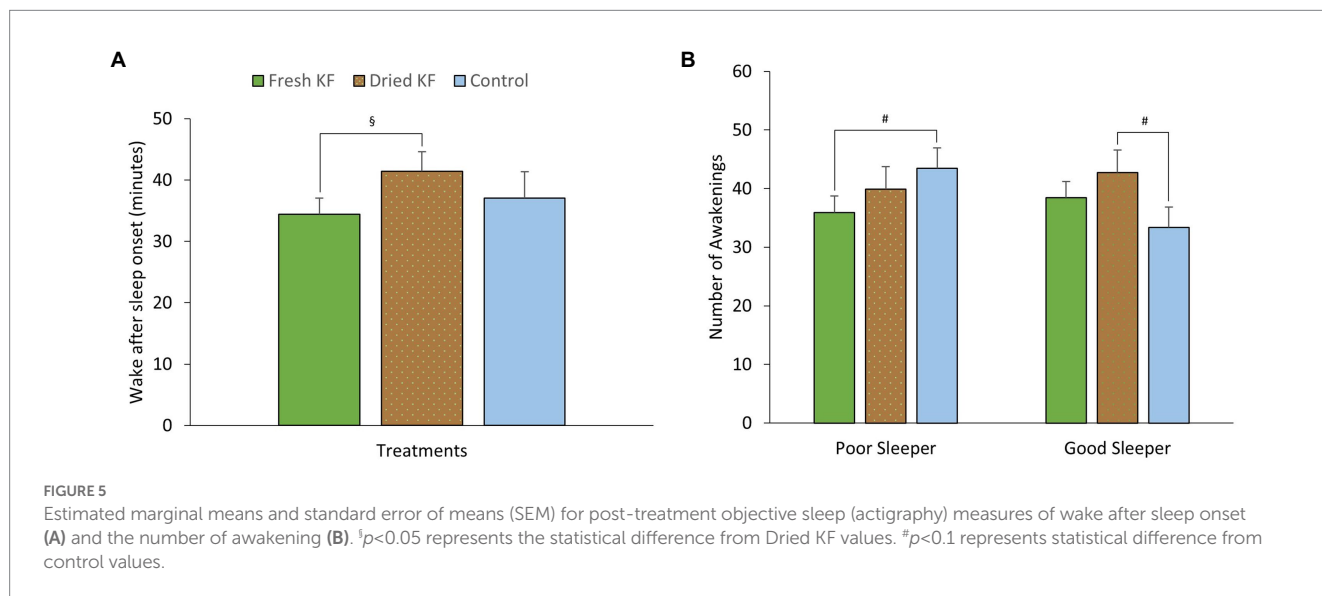 A
Fresh KF Dried KF Control
Wake after sleep onset (minutes)
50
40
30
20
10
0
§
Treatments
B
Number of Awakenings
60
50
40
30
20
10
0
#
#
Poor Sleeper Good Sleeper
FIGURE 5
Estimated marginal means and standard error of means (SEM) for post-treatment objective sleep (actigraphy) measures of wake after sleep onset
(A) and the number of awakening (B). §p<0.05 represents the statistical difference from Dried KF values. #p<0.1 represents statistical difference from
control values.